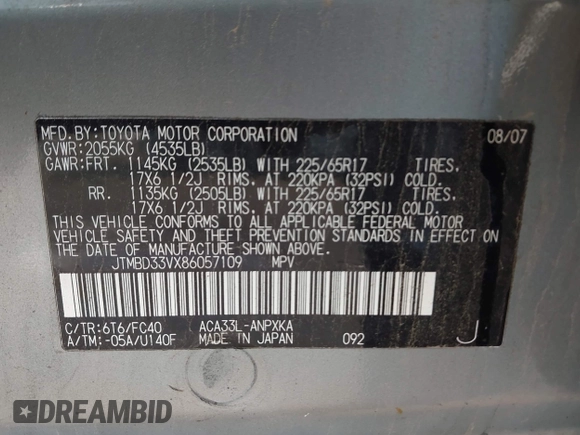 MFD.BY:TOYOTA MOTOR CORPORATION 08/07
GVWR:2055KG (4535LB)
GAWR:FRT. 1145KG (2535LB) WITH 225/65R17 TIRES.
17X6 1/2J RIMS. AT 220KPA (32PSI) COLD.
RR. 1135KG (2505LB) WITH 225/65R17 TIRES.
17X6 1/2J RIMS. AT 220KPA (32PSI) COLD.
THIS VEHICLE CONFORMS TO ALL APPLICABLE FEDERAL MOTOR
VEHICLE SAFETY AND THEFT PREVENTION STANDARDS IN EFFECT ON
THE DATE OF MANUFACTURE SHOWN ABOVE.
JTMBD33VX86057109 MPV
C/TR:6T6/FC40 ACA33L-ANPXKA
A/TM:-05A/U140F MADE IN JAPAN 092 J
DREAMBID